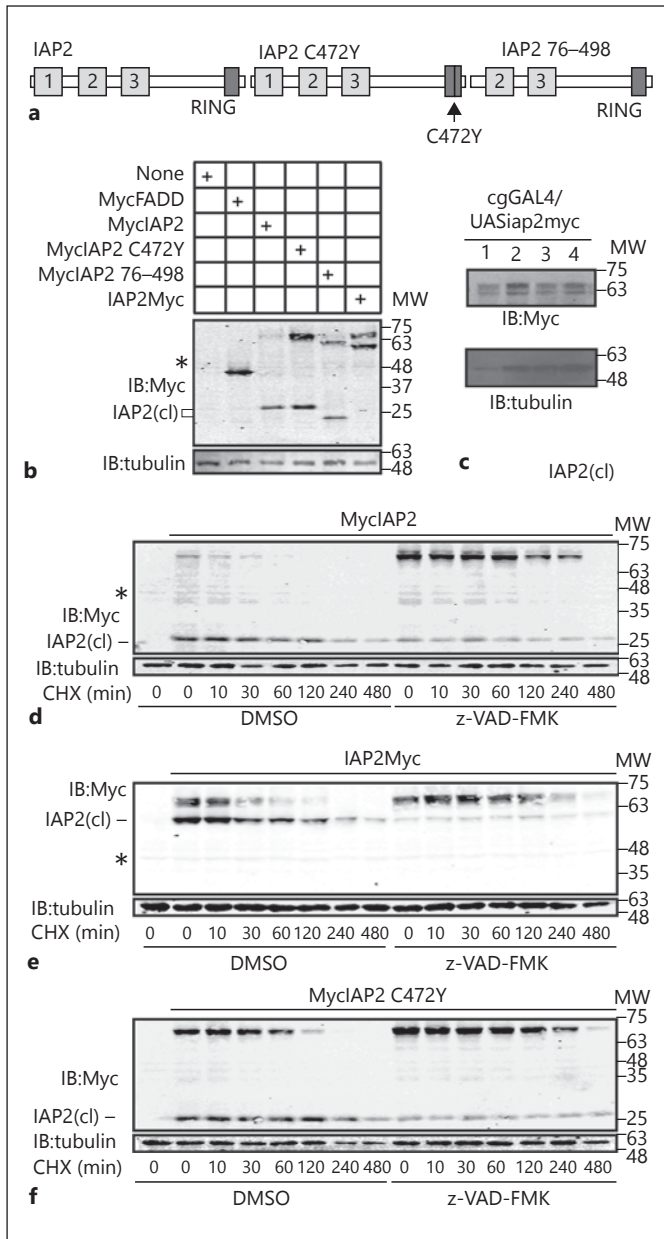 IAP2
IAP2 C472Y
IAP2 76–498
1 2 3
1 2 3
2 3
RING
RING
C472Y
a
None +
MycFADD +
MycIAP2 +
MycIAP2 C472Y +
MycIAP2 76–498 +
IAP2Myc +
MW
75
63
*
48
IB:Myc
37
IAP2(cl)
25
63
IB:tubulin
48
b
cgGAL4/
UASiap2myc
1 2 3 4
MW
75
63
IB:Myc
63
48
IB:tubulin
c
IAP2(cl)
MycIAP2
MW
75
63
*
48
IB:Myc
35
IAP2(cl) –
25
63
IB:tubulin
48
CHX (min) 0 0 10 30 60 120 240 480 0 10 30 60 120 240 480
d
DMSO
z-VAD-FMK
IAP2Myc
MW
IB:Myc
75
63
IAP2(cl) –
48
*
35
63
IB:tubulin
48
CHX (min) 0 0 10 30 60 120 240 480 0 10 30 60 120 240 480
e
DMSO
z-VAD-FMK
MycIAP2 C472Y
MW
75
63
48
IB:Myc
35
IAP2(cl) –
25
63
IB:tubulin
48
CHX (min) 0 0 10 30 60 120 240 480 0 10 30 60 120 240 480
f
DMSO
z-VAD-FMK